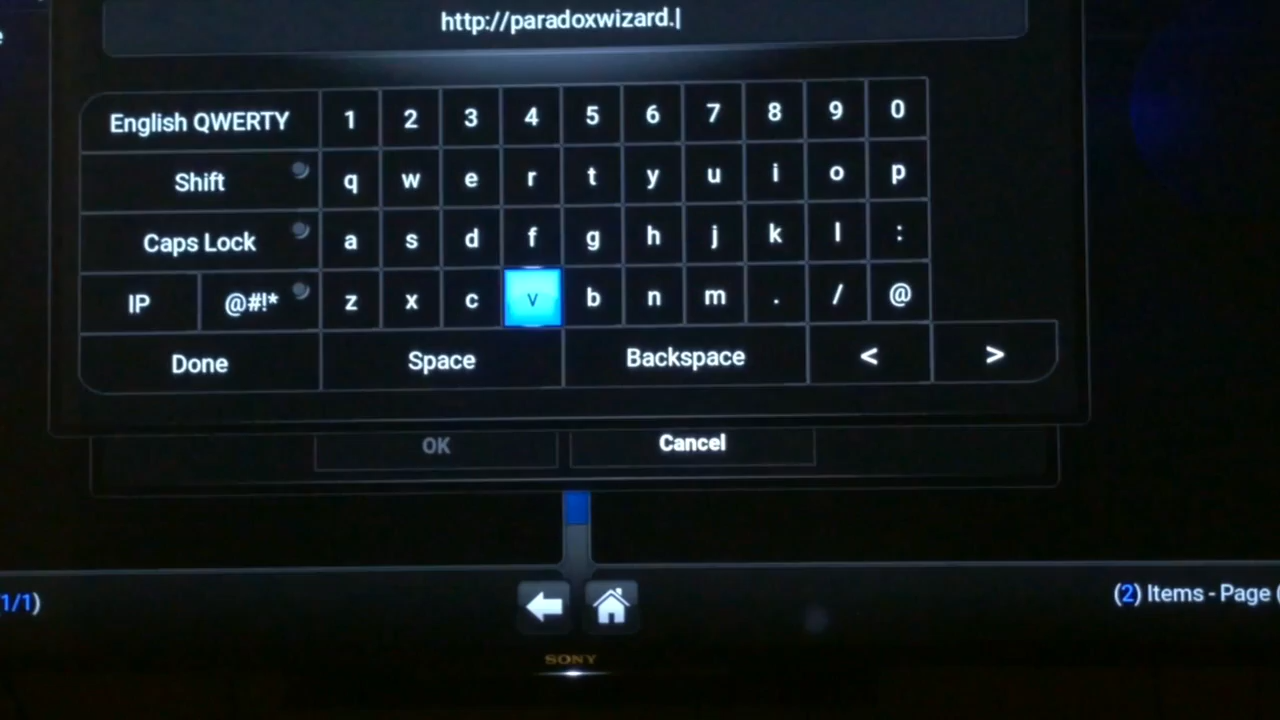 http://paradoxwizard.
English QWERTY 1 2 3 4 5 6 7 8 9 0
Shift q w e r t y u i o p
Caps Lock a s d f g h j k l :
IP @#!* z x c v b n m . / @
Done Space Backspace < >
OK Cancel
1/1) (2) Items - Page (
SONY